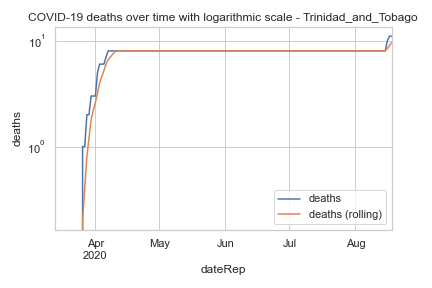 COVID-19 deaths over time with logarithmic scale - Trinidad_and_Tobago
10¹
10⁰
deaths
deaths
deaths (rolling)
Apr
2020
May
Jun
Jul
Aug
dateRep